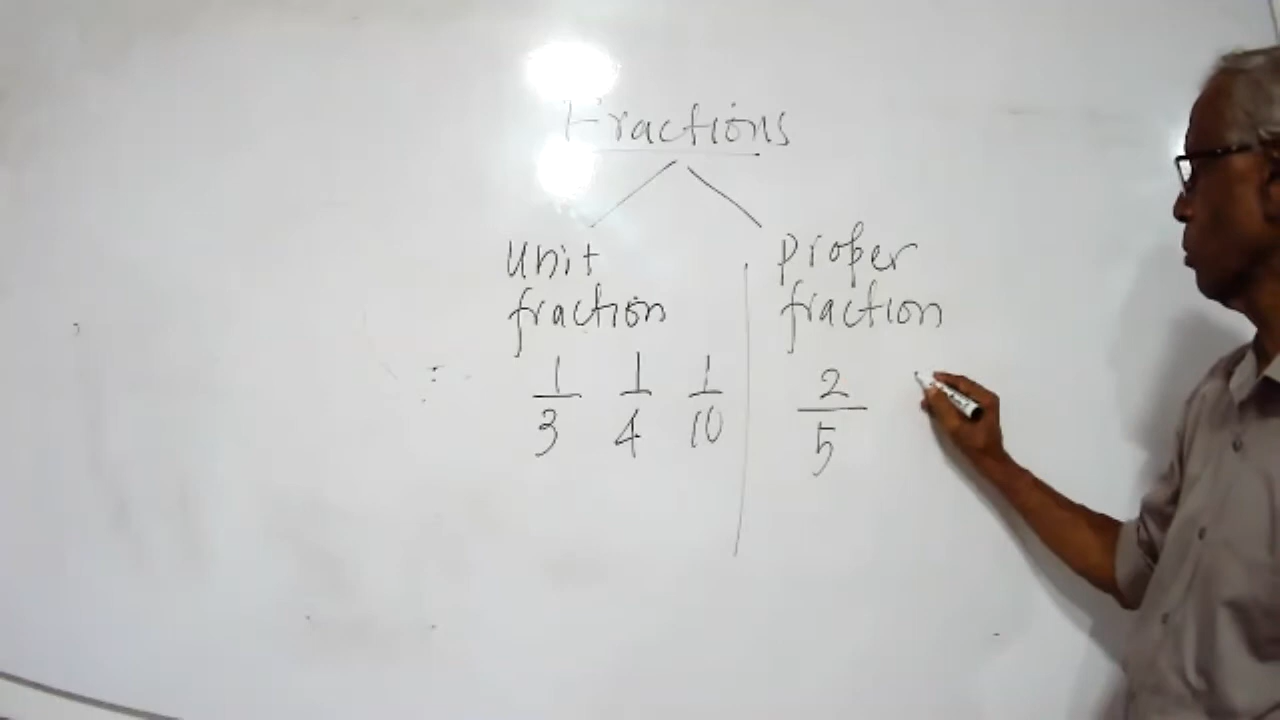 Fractions
unit proper
fraction fraction
1/3 1/4 1/10 2/5